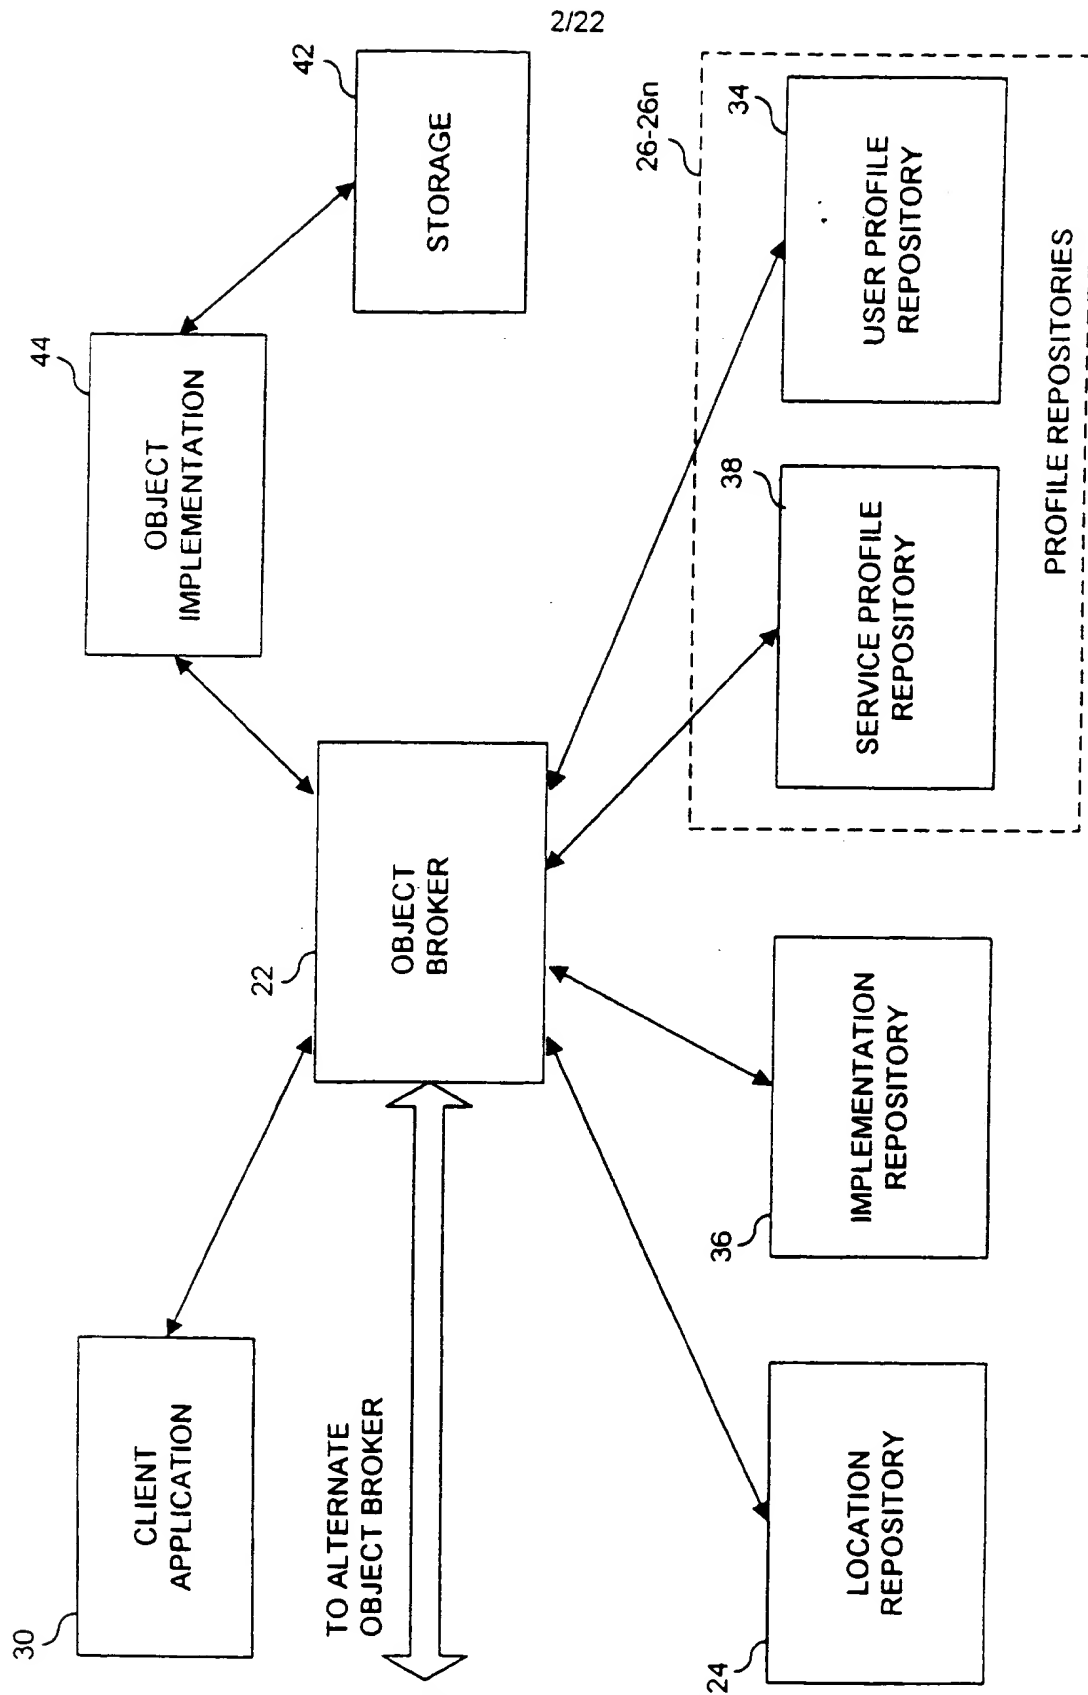 2/22
30
CLIENT
APPLICATION
44
OBJECT
IMPLEMENTATION
42
STORAGE
22
OBJECT
BROKER
TO ALTERNATE
OBJECT BROKER
24
LOCATION
REPOSITORY
36
IMPLEMENTATION
REPOSITORY
26-26n
38
SERVICE PROFILE
REPOSITORY
34
USER PROFILE
REPOSITORY
PROFILE REPOSITORIES